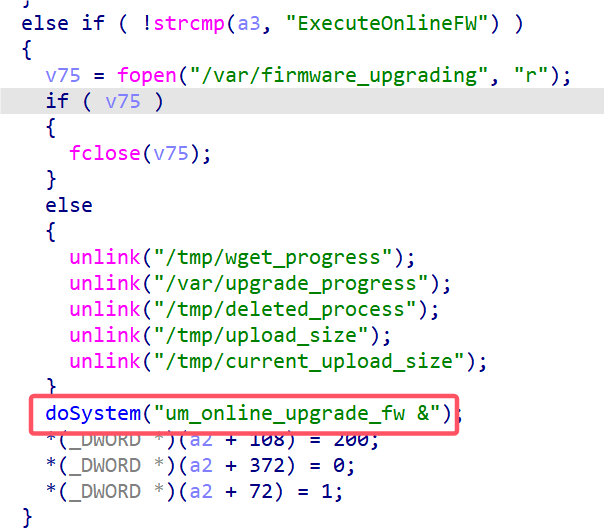 }
else if ( !strcmp(a3, "ExecuteOnlineFW") )
{
v75 = fopen("/var/firmware_upgrading", "r");
if ( v75 )
{
fclose(v75);
}
else
{
unlink("/tmp/wget_progress");
unlink("/var/upgrade_progress");
unlink("/tmp/deleted_process");
unlink("/tmp/upload_size");
unlink("/tmp/current_upload_size");
}
doSystem("um_online_upgrade_fw &");
*(_DWORD *)(a2 + 108) = 200;
*(_DWORD *)(a2 + 372) = 0;
*(_DWORD *)(a2 + 72) = 1;
}